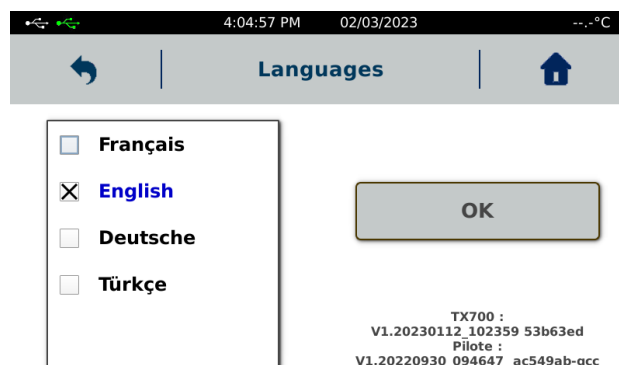 4:04:57 PM 02/03/2023 --.-°C
Languages
Français
English
Deutsche
Türkçe
OK
TX700 :
V1.20230112_102359 53b63ed
Pilote :
V1.20220930_094647_ac549ab-gcc